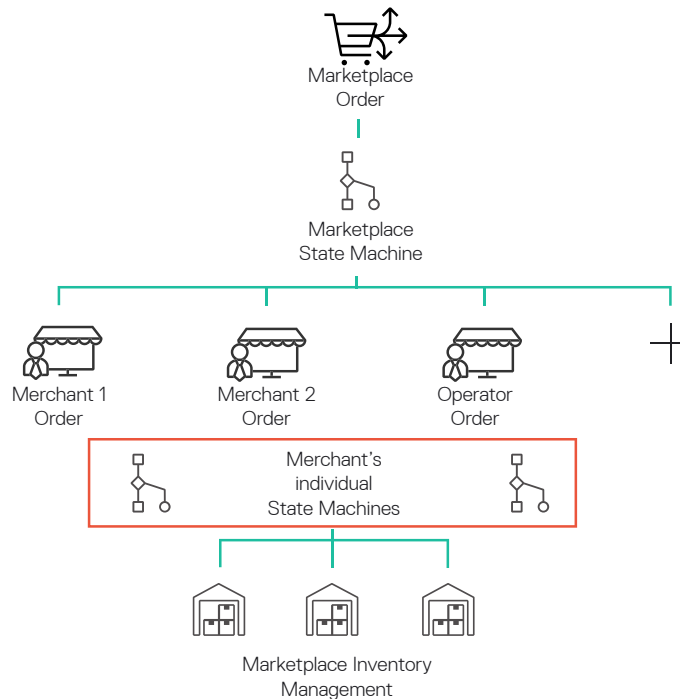 Marketplace
Order
Marketplace
State Machine
Merchant 1
Order
Merchant 2
Order
Operator
Order
Merchant’s
individual
State Machines
Marketplace Inventory
Management